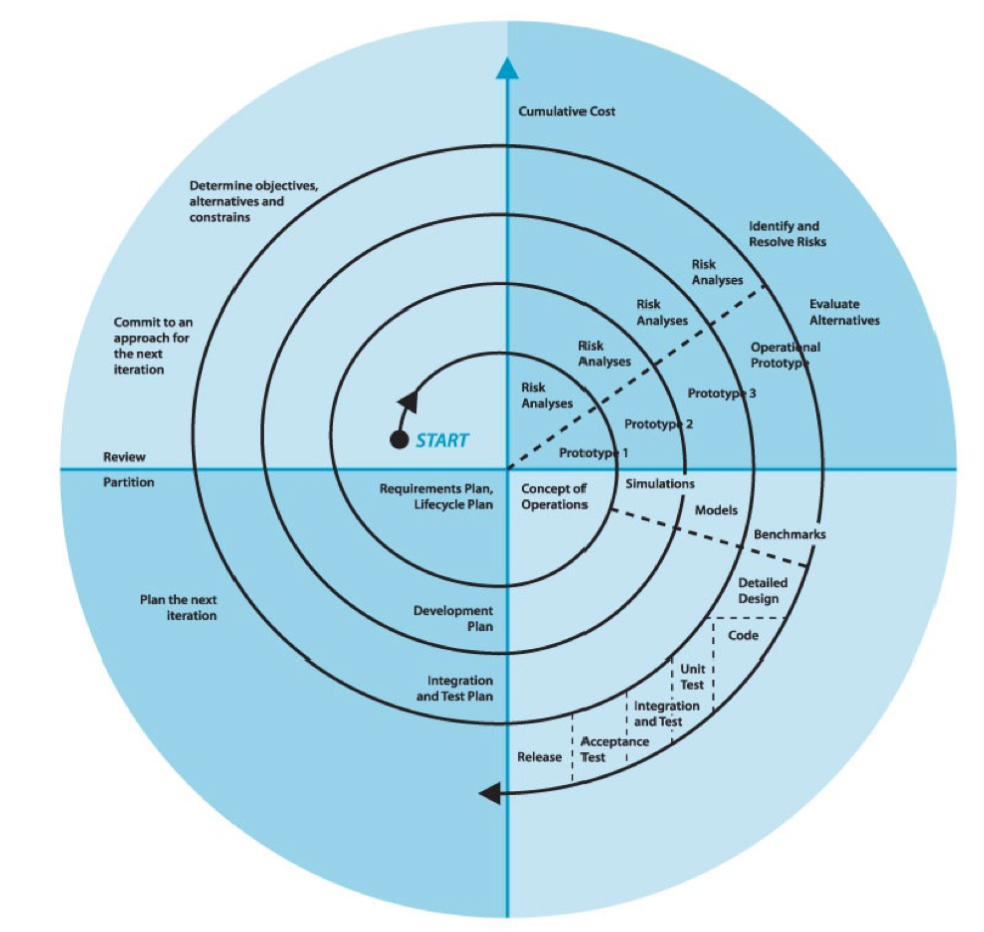 Cumulative Cost
Determine objectives,
alternatives and
constrains
Identify and
Resolve Risks
Risk
Analyses
Evaluate
Alternatives
Risk
Analyses
Commit to an
approach for
the next
iteration
Risk
Analyses
Operational
Prototype
Risk
Analyses
Prototype 3
Prototype 2
START
Prototype 1
Review
Partition
Requirements Plan,
Lifecycle Plan
Concept of
Operations
Simulations
Models
Benchmarks
Plan the next
iteration
Development
Plan
Detailed
Design
Code
Integration
and Test Plan
Unit
Test
Integration
and Test
Acceptance
Test
Release